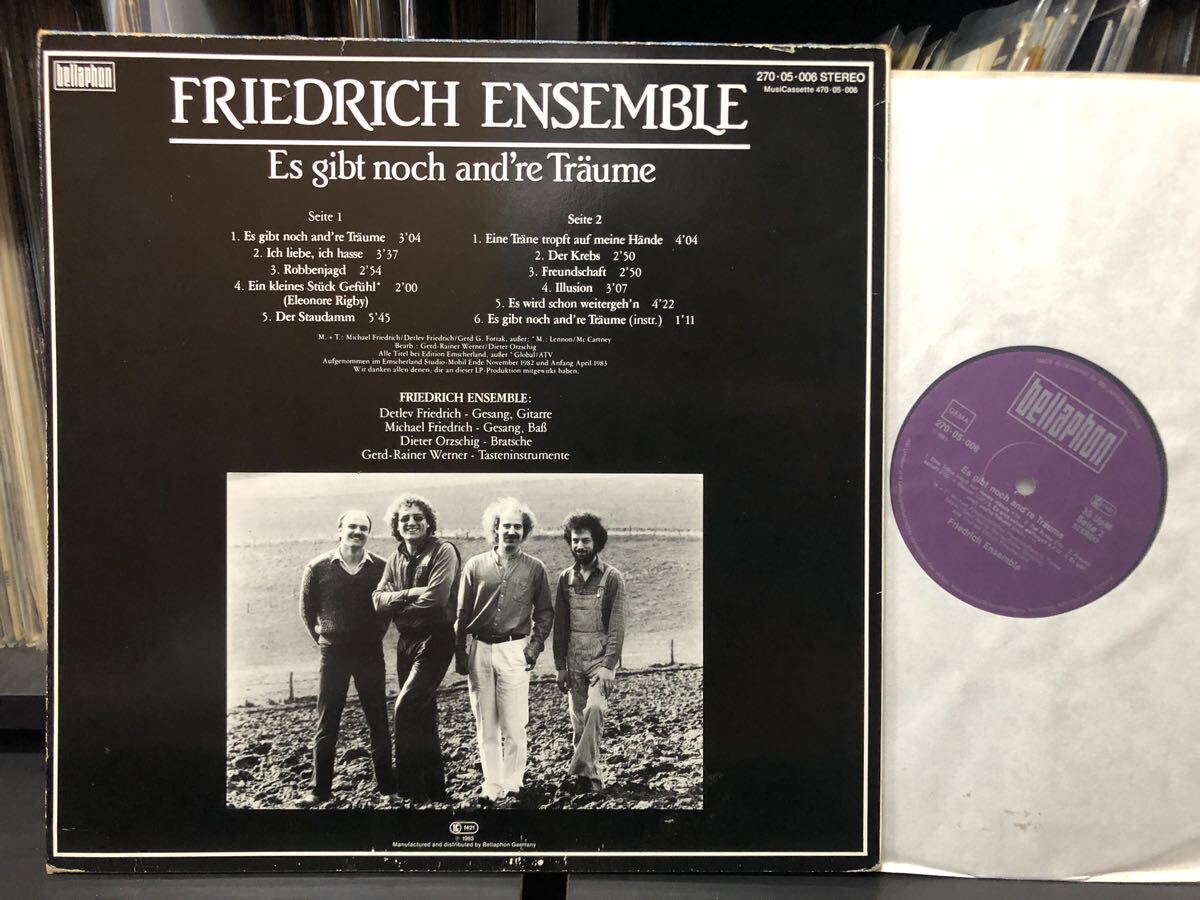 bellaphon
270·05·006 STEREO
MusiCassette 470·05·006
FRIEDRICH ENSEMBLE
Es gibt noch and're Träume
Seite 1
1. Es gibt noch and're Träume 3'04
2. Ich liebe, ich hasse 3'37
3. Robbenjagd 2'54
4. Ein kleines Stück Gefühl* 2'00
(Eleonore Rigby)
5. Der Staudamm 5'45
Seite 2
1. Eine Träne tropft auf meine Hände 4'04
2. Der Krebs 2'50
3. Freundschaft 2'50
4. Illusion 3'07
5. Es wird schon weitergeh'n 4'22
6. Es gibt noch and're Träume (instr.) 1'11
M. + T.: Michael Friedrich/Detlev Friedrich/Gerd G. Fortak, außer: * M.: Lennon/Mc Cartney
Bearb.: Gerd-Rainer Werner/Dieter Orzschig
Alle Titel bei Edition Emscherland, außer * Global/ATV
Aufgenommen im Emscherland Studio-Mobil Ende November 1982 und Anfang April 1983
Wir danken allen denen, die an dieser LP-Produktion mitgewirkt haben.
FRIEDRICH ENSEMBLE:
Detlev Friedrich - Gesang, Gitarre
Michael Friedrich - Gesang, Baß
Dieter Orzschig - Bratsche
Gerd-Rainer Werner - Tasteninstrumente
LC 1421
℗ 1983
Manufactured and distributed by Bellaphon Germany
bellaphon
GEMA
270-05-006
Es gibt noch and're Träume
33 UpM
Seite 2
STEREO
Friedrich Ensemble